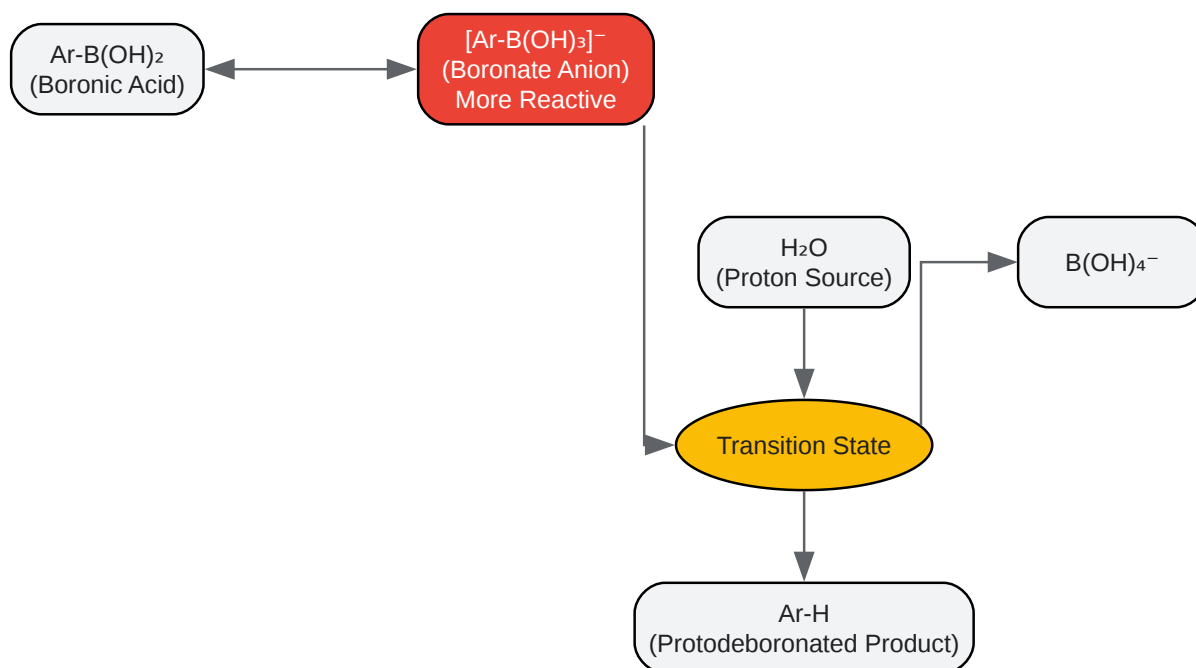 Ar-B(OH)₂
(Boronic Acid)
[Ar-B(OH)₃]⁻
(Boronate Anion)
More Reactive
H₂O
(Proton Source)
B(OH)₄⁻
Transition State
Ar-H
(Protodeboronated Product)